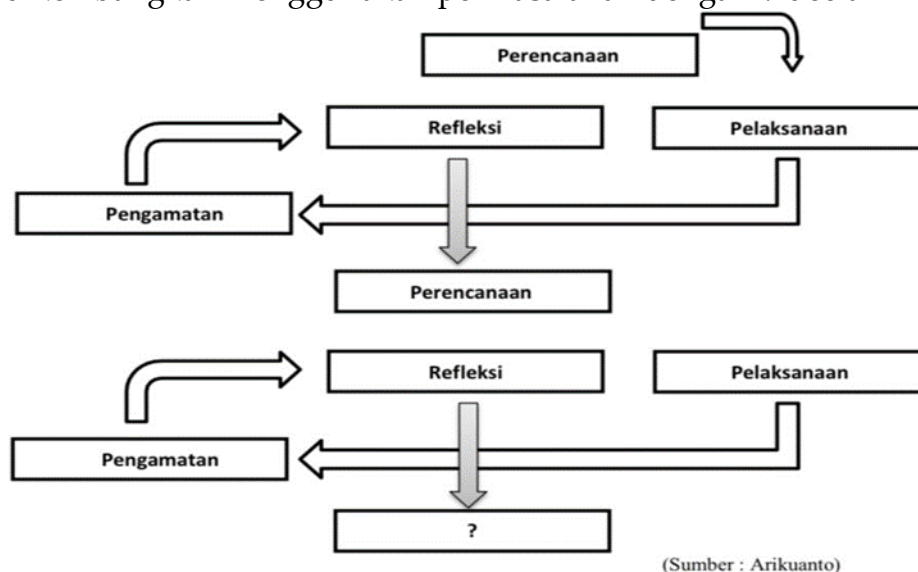 Perencanaan
Refleksi
Pelaksanaan
Pengamatan
Perencanaan
Refleksi
Pelaksanaan
Pengamatan
?
(Sumber : Arikuanto)